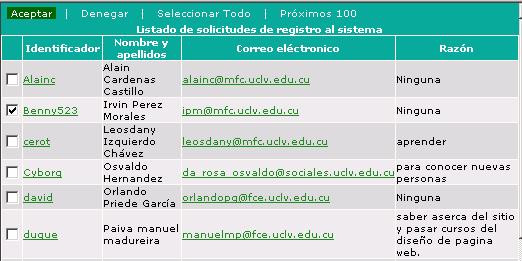 Aceptar | Denegar | Seleccionar Todo | Próximos 100
Listado de solicitudes de registro al sistema
Identificador Nombre y apellidos Correo eléctronico Razón
Alainc Alain Cardenas Castillo alainc@mfc.uclv.edu.cu Ninguna
Benny523 Irvin Perez Morales ipm@mfc.uclv.edu.cu Ninguna
cerot Leosdany Izquierdo Chávez leosdany@mfc.uclv.edu.cu aprender
Cyborg Osvaldo Hernandez da_rosa_osvaldo@sociales.uclv.edu.cu para conocer nuevas personas
david Orlando Priede García orlandopg@fce.uclv.edu.cu Ninguna
duque Paiva manuel madureira manuelmp@fce.uclv.edu.cu saber aserca del sitio y pasar cursos del diseño de pagina web.